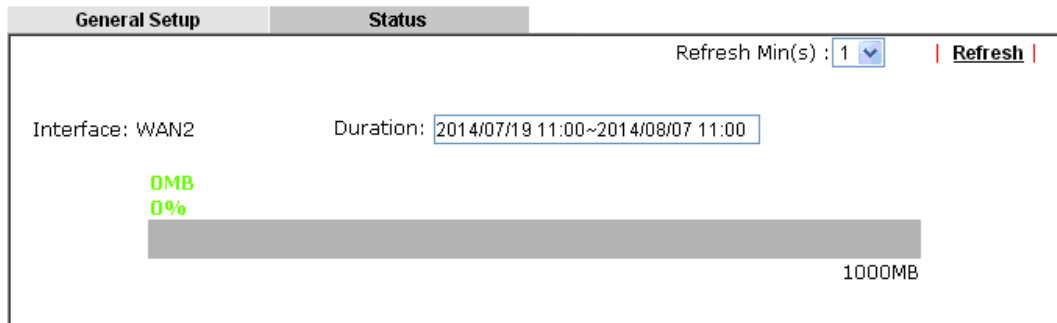 General Setup Status
Refresh Min(s) : 1 | Refresh |
Interface: WAN2 Duration: 2014/07/19 11:00~2014/08/07 11:00
0MB
0%
1000MB